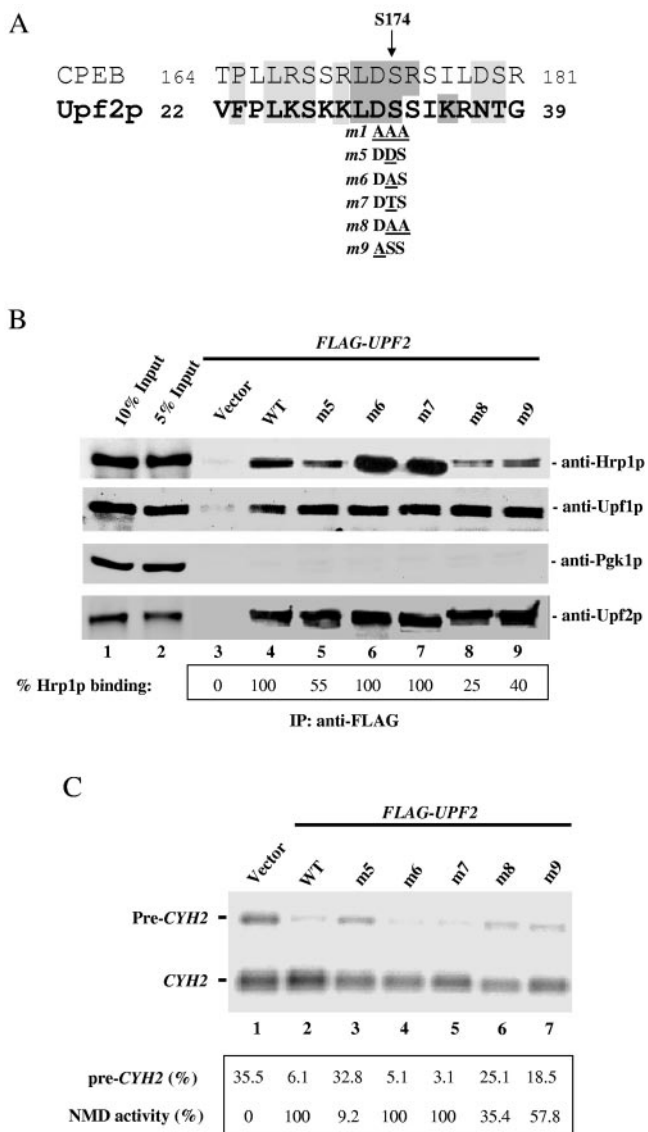 A
S174
CPEB 164 TPLLRSSRLDSRSILDSR 181
Upf2p 22 VFPLKSKKLDSSIKRNTG 39
m1 AAA
m5 DDS
m6 DAS
m7 DTS
m8 DAA
m9 ASS
B
FLAG-UPF2
10% Input 5% Input Vector WT m5 m6 m7 m8 m9
- anti-Hrp1p
- anti-Upf1p
- anti-Pgk1p
- anti-Upf2p
1 2 3 4 5 6 7 8 9
% Hrp1p binding: 0 100 55 100 100 25 40
IP: anti-FLAG
C
FLAG-UPF2
Vector WT m5 m6 m7 m8 m9
Pre-CYH2
CYH2
1 2 3 4 5 6 7
pre-CYH2 (%) 35.5 6.1 32.8 5.1 3.1 25.1 18.5
NMD activity (%) 0 100 9.2 100 100 35.4 57.8